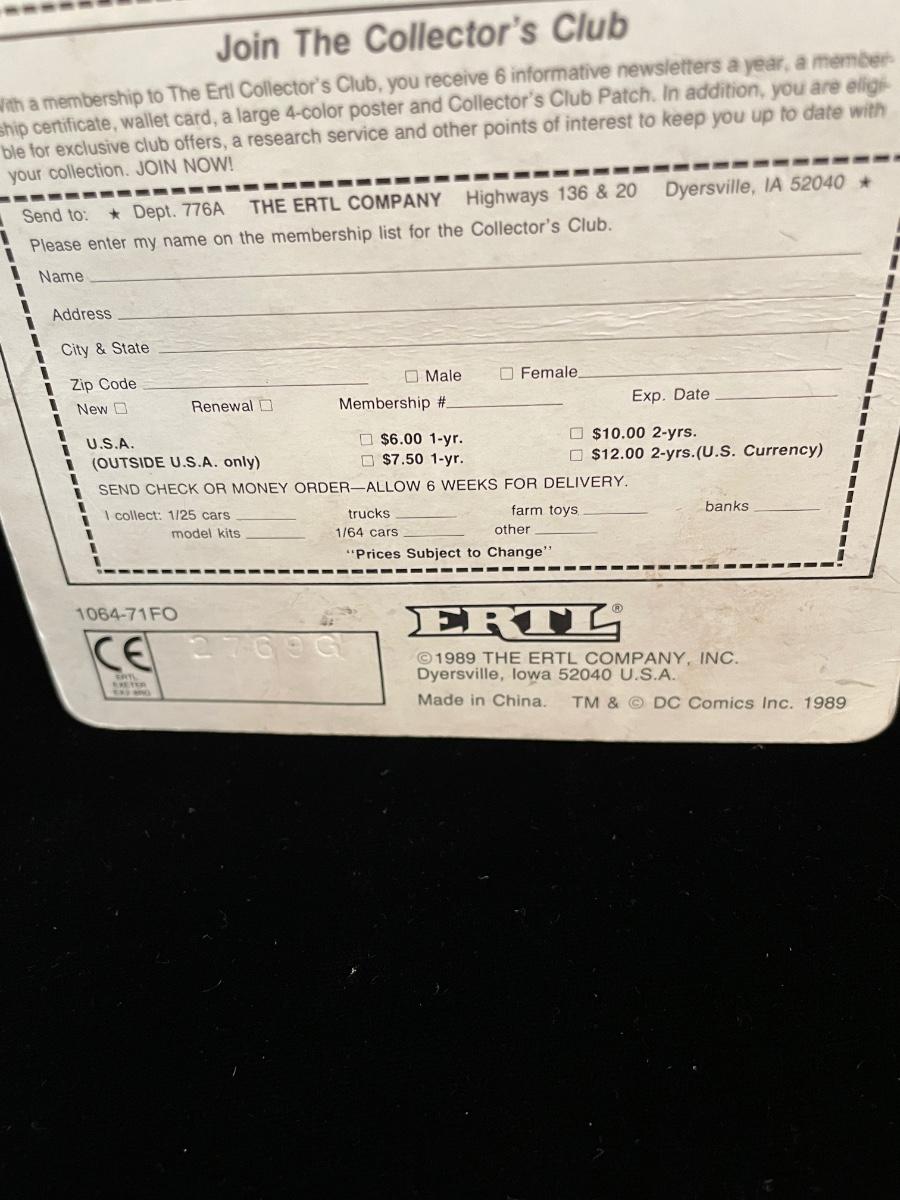 Join The Collector's Club
With a membership to The Ertl Collector's Club, you receive 6 informative newsletters a year, a member-
ship certificate, wallet card, a large 4-color poster and Collector's Club Patch. In addition, you are eligi-
ble for exclusive club offers, a research service and other points of interest to keep you up to date with
your collection. JOIN NOW!
Send to: ★ Dept. 776A THE ERTL COMPANY Highways 136 & 20 Dyersville, IA 52040 ★
Please enter my name on the membership list for the Collector's Club.
Name
Address
City & State
Zip Code □ Male □ Female
New □ Renewal □ Membership # Exp. Date
U.S.A. □ $6.00 1-yr. □ $10.00 2-yrs.
(OUTSIDE U.S.A. only) □ $7.50 1-yr. □ $12.00 2-yrs.(U.S. Currency)
SEND CHECK OR MONEY ORDER—ALLOW 6 WEEKS FOR DELIVERY.
I collect: 1/25 cars trucks farm toys banks
model kits 1/64 cars other
"Prices Subject to Change"
1064-71FO
CE 2769G
ERTL
EXETER
ERTL®
©1989 THE ERTL COMPANY, INC.
Dyersville, Iowa 52040 U.S.A.
Made in China. TM & © DC Comics Inc. 1989